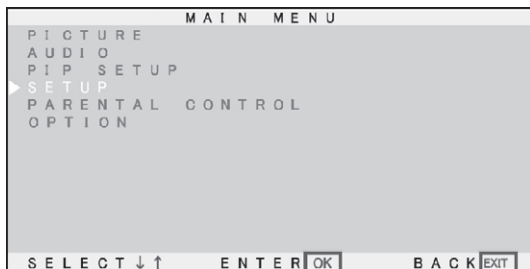 MAIN MENU
PICTURE
AUDIO
PIP SETUP
SETUP
PARENTAL CONTROL
OPTION
SELECT↓↑ ENTER OK BACK EXIT